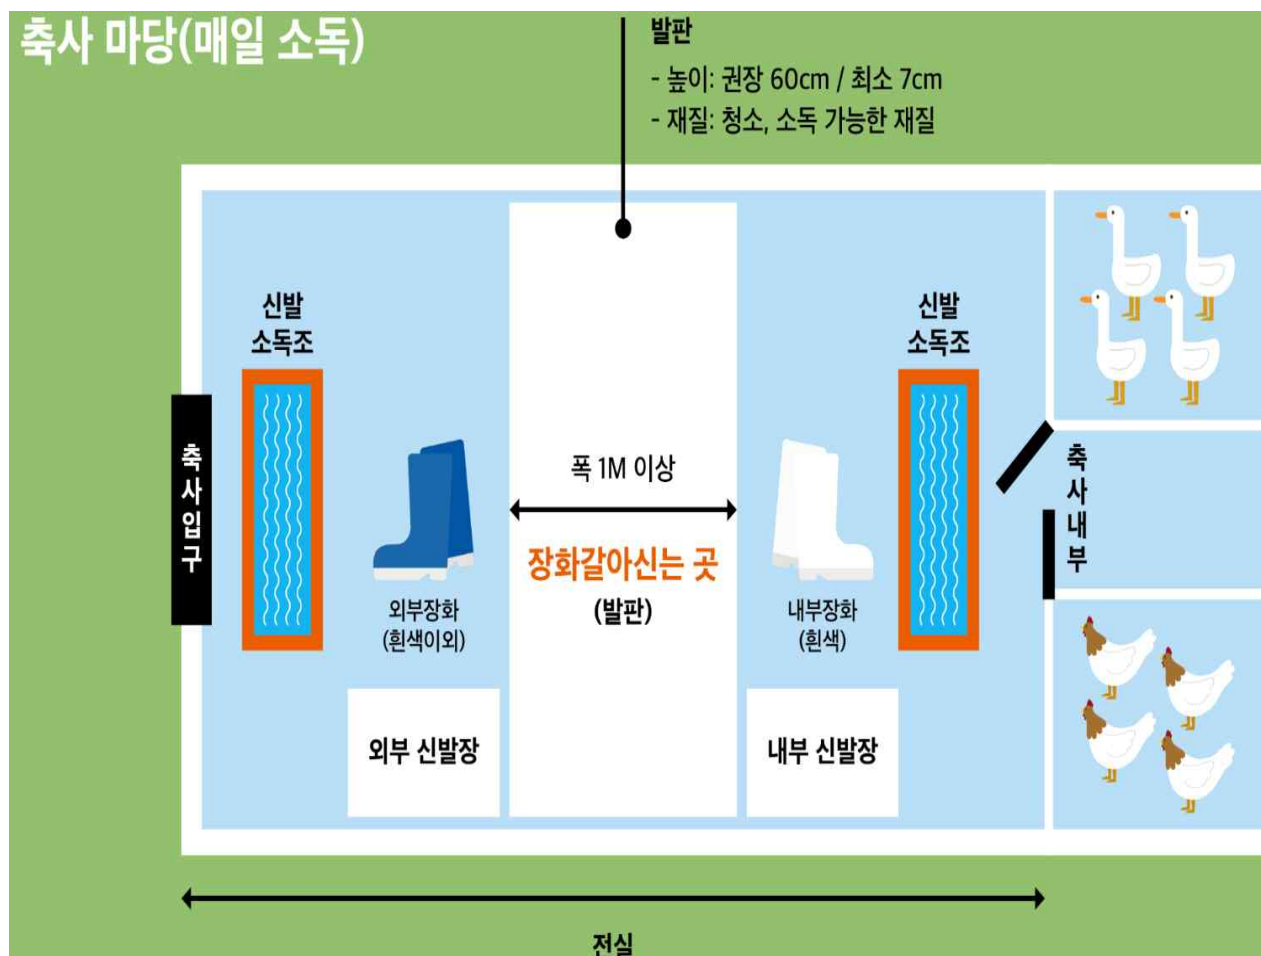 축사 마당(매일 소독)
발판
- 높이: 권장 60cm / 최소 7cm
- 재질: 청소, 소독 가능한 재질
신발
소독조
신발
소독조
축사입구
외부장화
(흰색이외)
폭 1M 이상
장화갈아신는 곳
(발판)
내부장화
(흰색)
축사내부
외부 신발장
내부 신발장
전실